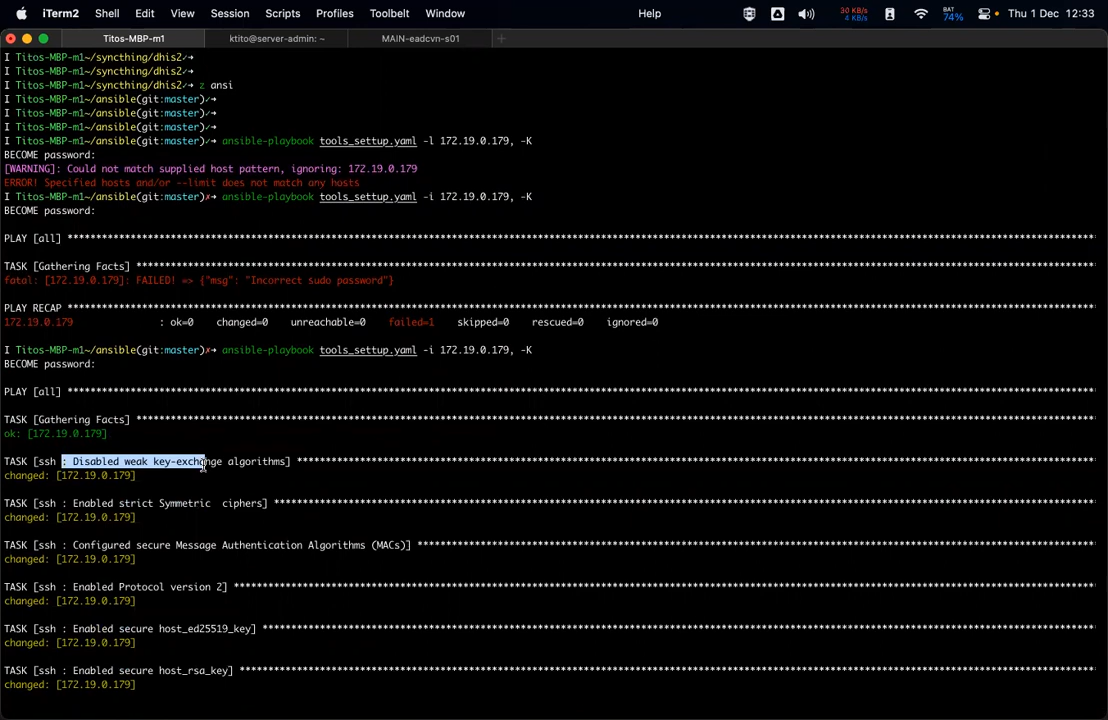 iTerm2 Shell Edit View Session Scripts Profiles Toolbelt Window Help 30 KB/s 4 KB/s BAT 74% Thu 1 Dec 12:33
Titos-MBP-m1 ktito@server-admin: ~ MAIN-eadcvn-s01 +
I Titos-MBP-m1~/syncthing/dhis2✓→
I Titos-MBP-m1~/syncthing/dhis2✓→
I Titos-MBP-m1~/syncthing/dhis2✓→ z ansi
I Titos-MBP-m1~/ansible(git:master)✓→
I Titos-MBP-m1~/ansible(git:master)✓→
I Titos-MBP-m1~/ansible(git:master)✓→
I Titos-MBP-m1~/ansible(git:master)✓→ ansible-playbook tools_setup.yaml -l 172.19.0.179, -K
BECOME password:
[WARNING]: Could not match supplied host pattern, ignoring: 172.19.0.179
ERROR! Specified hosts and/or --limit does not match any hosts
I Titos-MBP-m1~/ansible(git:master)✗→ ansible-playbook tools_setup.yaml -i 172.19.0.179, -K
BECOME password:
PLAY [all] ****************************************************************
TASK [Gathering Facts] ****************************************************************
fatal: [172.19.0.179]: FAILED! => {"msg": "Incorrect sudo password"}
PLAY RECAP ****************************************************************
172.19.0.179 : ok=0 changed=0 unreachable=0 failed=1 skipped=0 rescued=0 ignored=0
I Titos-MBP-m1~/ansible(git:master)✗→ ansible-playbook tools_setup.yaml -i 172.19.0.179, -K
BECOME password:
PLAY [all] ****************************************************************
TASK [Gathering Facts] ****************************************************************
ok: [172.19.0.179]
TASK [ssh : Disabled weak key-exchange algorithms] ****************************************************************
changed: [172.19.0.179]
TASK [ssh : Enabled strict Symmetric  ciphers] ****************************************************************
changed: [172.19.0.179]
TASK [ssh : Configured secure Message Authentication Algorithms (MACs)] ****************************************************************
changed: [172.19.0.179]
TASK [ssh : Enabled Protocol version 2] ****************************************************************
changed: [172.19.0.179]
TASK [ssh : Enabled secure host_ed25519_key] ****************************************************************
changed: [172.19.0.179]
TASK [ssh : Enabled secure host_rsa_key] ****************************************************************
changed: [172.19.0.179]